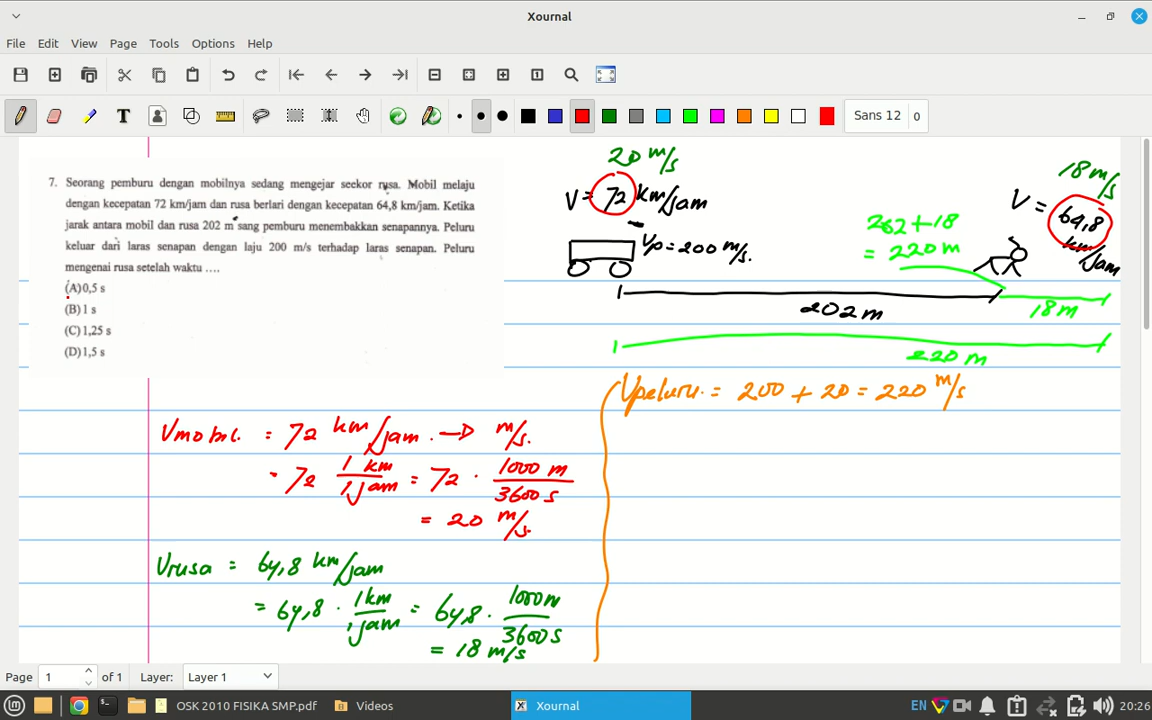 Xournal
File Edit View Page Tools Options Help
Sans 12 0
7. Seorang pemburu dengan mobilnya sedang mengejar seekor rusa. Mobil melaju
dengan kecepatan 72 km/jam dan rusa berlari dengan kecepatan 64,8 km/jam. Ketika
jarak antara mobil dan rusa 202 m sang pemburu menembakkan senapannya. Peluru
keluar dari laras senapan dengan laju 200 m/s terhadap laras senapan. Peluru
mengenai rusa setelah waktu ....
(A) 0,5 s
(B) 1 s
(C) 1,25 s
(D) 1,5 s
20 m/s
V = 72 km/jam
Vp = 200 m/s.
18 m/s
V = 64,8 km/jam
202 + 18
= 220 m
202 m
18 m
220 m
Vpeluru = 200 + 20 = 220 m/s
Vmobil = 72 km/jam → m/s.
= 72 1 km/1 jam = 72 · 1000 m/3600 s
= 20 m/s
Vrusa = 64,8 km/jam
= 64,8 · 1 km/1 jam = 64,8 · 1000 m/3600 s
= 18 m/s
Page 1 of 1 Layer: Layer 1
OSK 2010 FISIKA SMP.pdf Videos Xournal EN 20:26